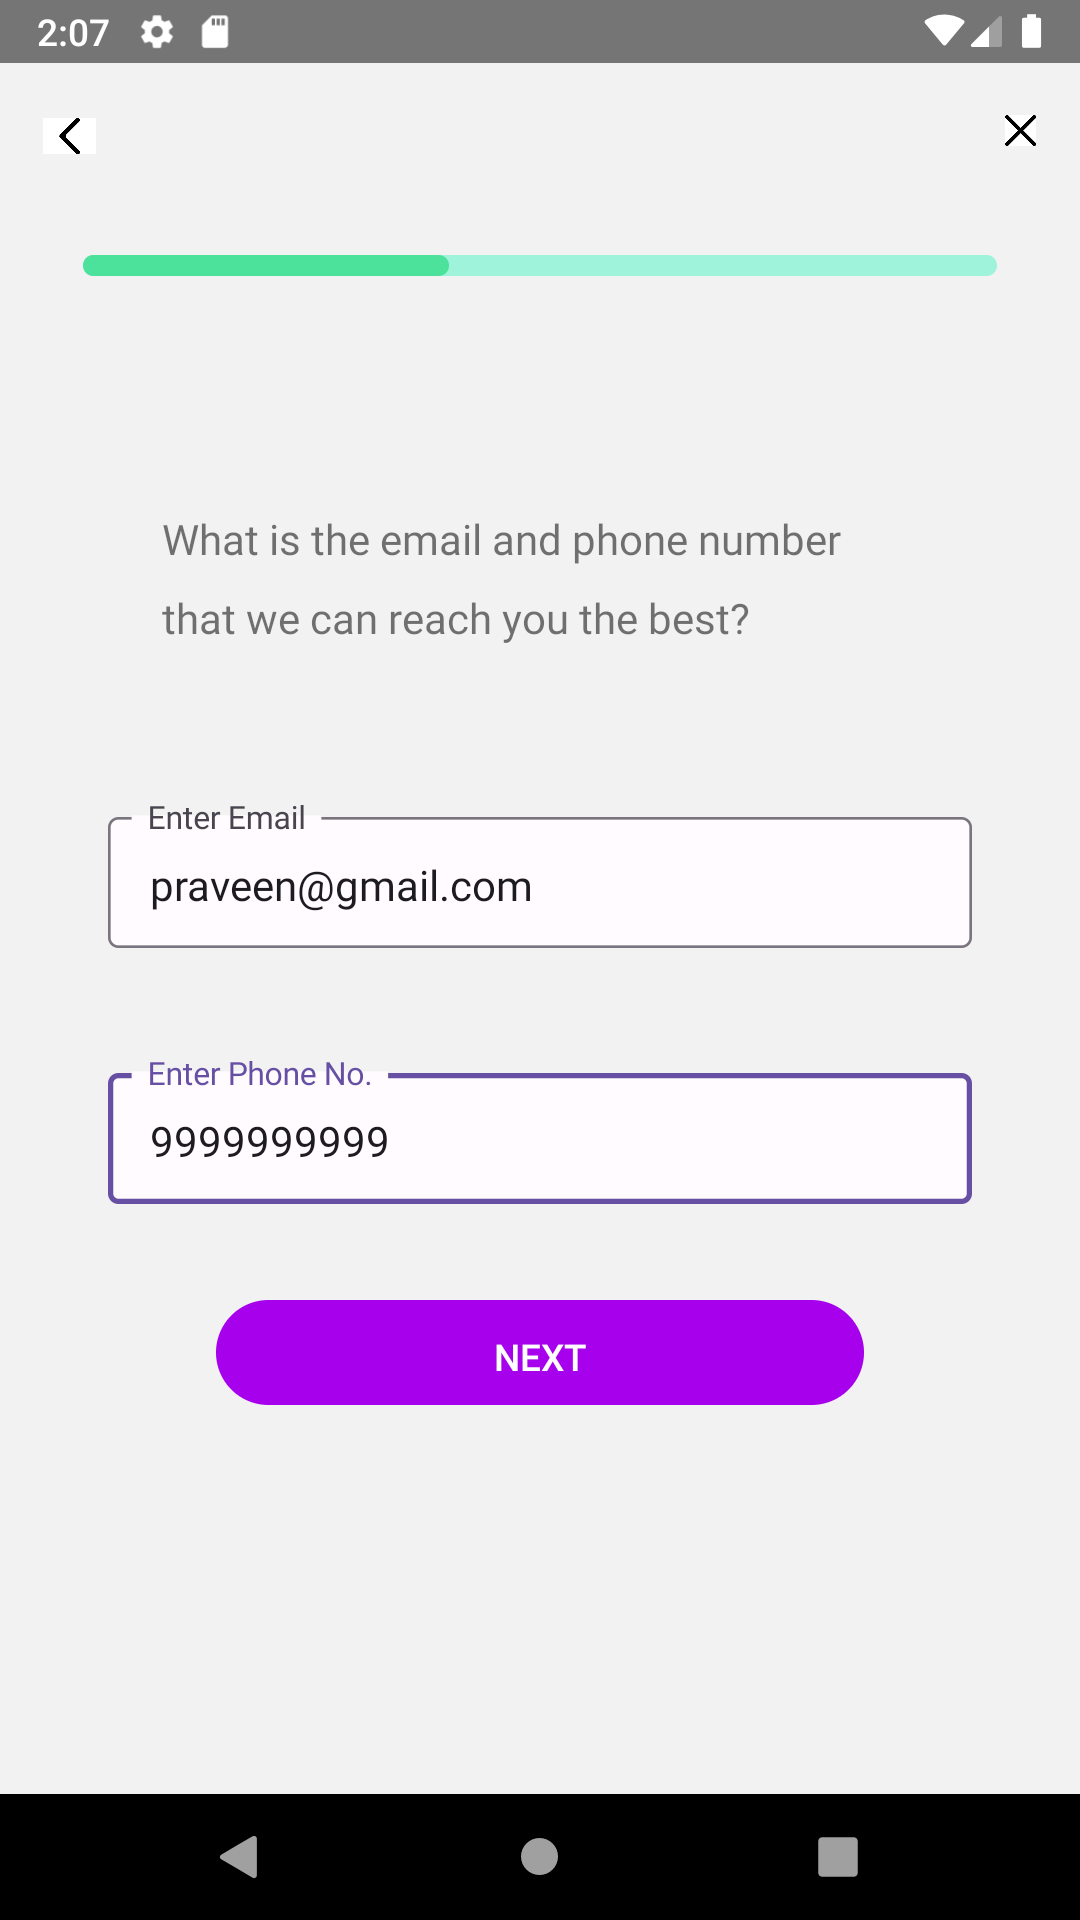 2:07
What is the email and phone number
that we can reach you the best?
Enter Email
praveen@gmail.com
Enter Phone No.
9999999999
NEXT